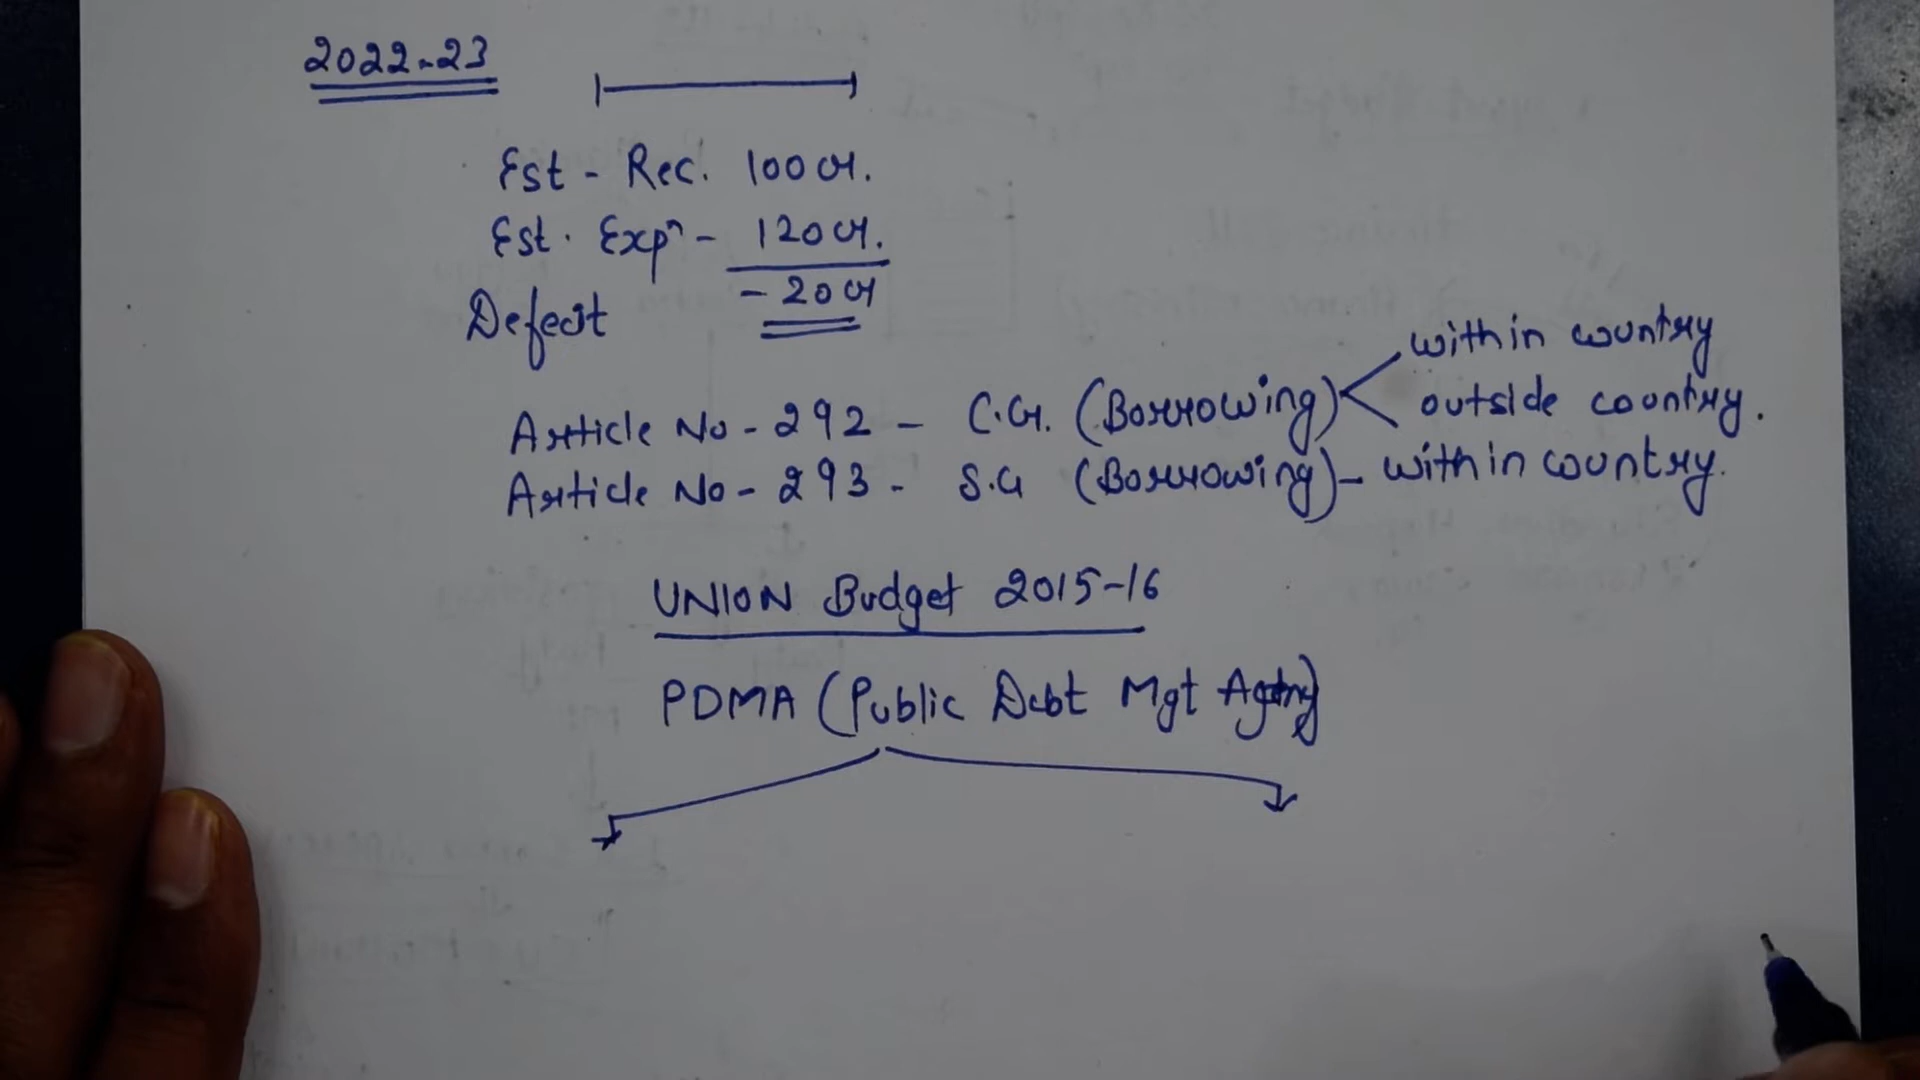 2022-23
Est - Rec. 100 Cr.
Est. Expn - 120 Cr.
Defecit - 20 Cr
Article No - 292 - C.G. (Borrowing) within country
outside country.
Article No - 293 - S.G (Borrowing) - within country.
UNION Budget 2015-16
PDMA (Public Debt Mgt Agency)